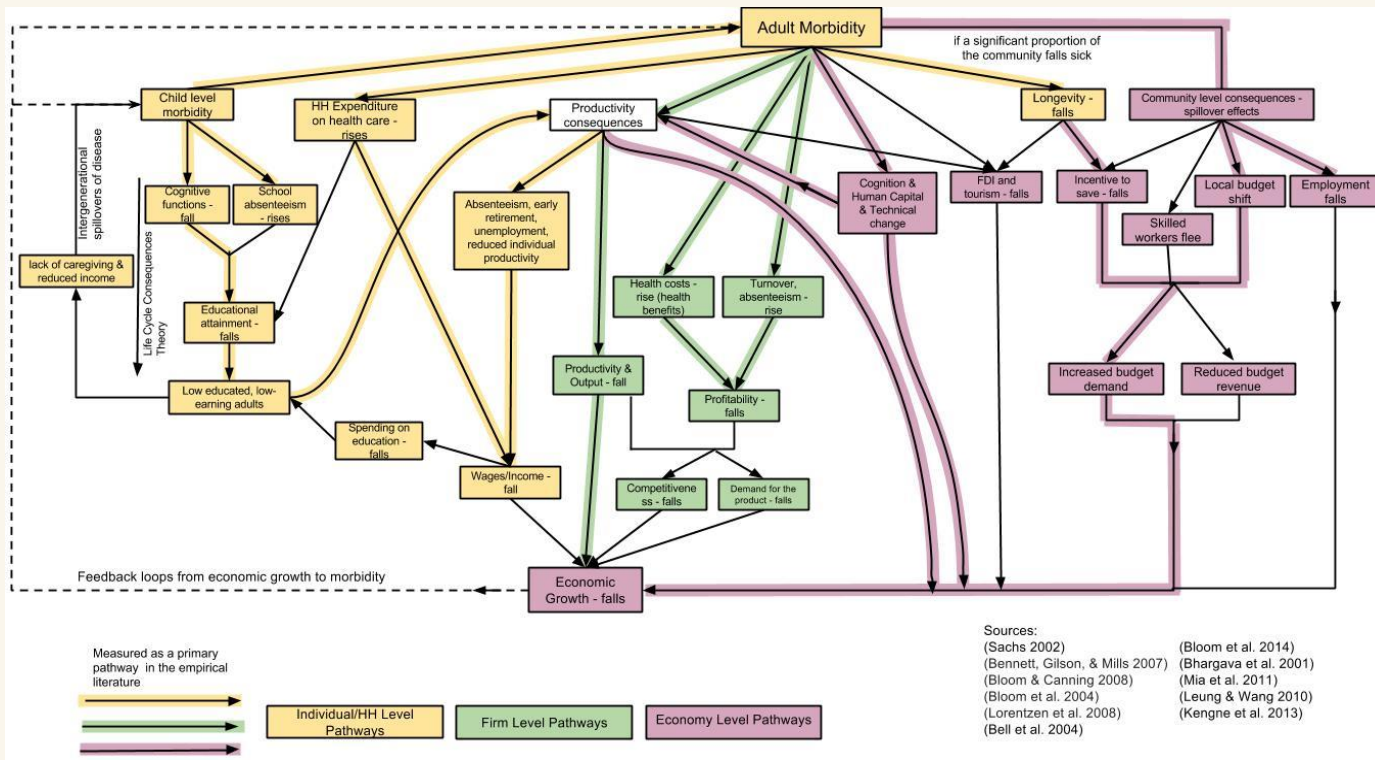 Adult Morbidity
if a significant proportion of
the community falls sick
Child level
morbidity
HH Expenditure
on health care -
rises
Productivity
consequences
Longevity -
falls
Community level consequences -
spillover effects
Intergenerational
spillovers of disease
Cognitive
functions -
fall
School
absenteeism
- rises
Absenteeism, early
retirement,
unemployment,
reduced individual
productivity
Cognition &
Human Capital
& Technical
change
FDI and
tourism - falls
Incentive to
save - falls
Local budget
shift
Employment
falls
Skilled
workers flee
lack of caregiving &
reduced income
Life Cycle Consequences
Theory
Educational
attainment -
falls
Health costs -
rise (health
benefits)
Turnover,
absenteeism -
rise
Low educated, low-
earning adults
Productivity &
Output - fall
Profitability -
falls
Increased budget
demand
Reduced budget
revenue
Spending on
education -
falls
Wages/Income -
fall
Competitivene
ss - falls
Demand for the
product - falls
Feedback loops from economic growth to morbidity
Economic
Growth - falls
Measured as a primary
pathway in the empirical
literature
Individual/HH Level
Pathways
Firm Level Pathways
Economy Level Pathways
Sources:
(Sachs 2002)
(Bennett, Gilson, & Mills 2007)
(Bloom & Canning 2008)
(Bloom et al. 2004)
(Lorentzen et al. 2008)
(Bell et al. 2004)
(Bloom et al. 2014)
(Bhargava et al. 2001)
(Mia et al. 2011)
(Leung & Wang 2010)
(Kengne et al. 2013)